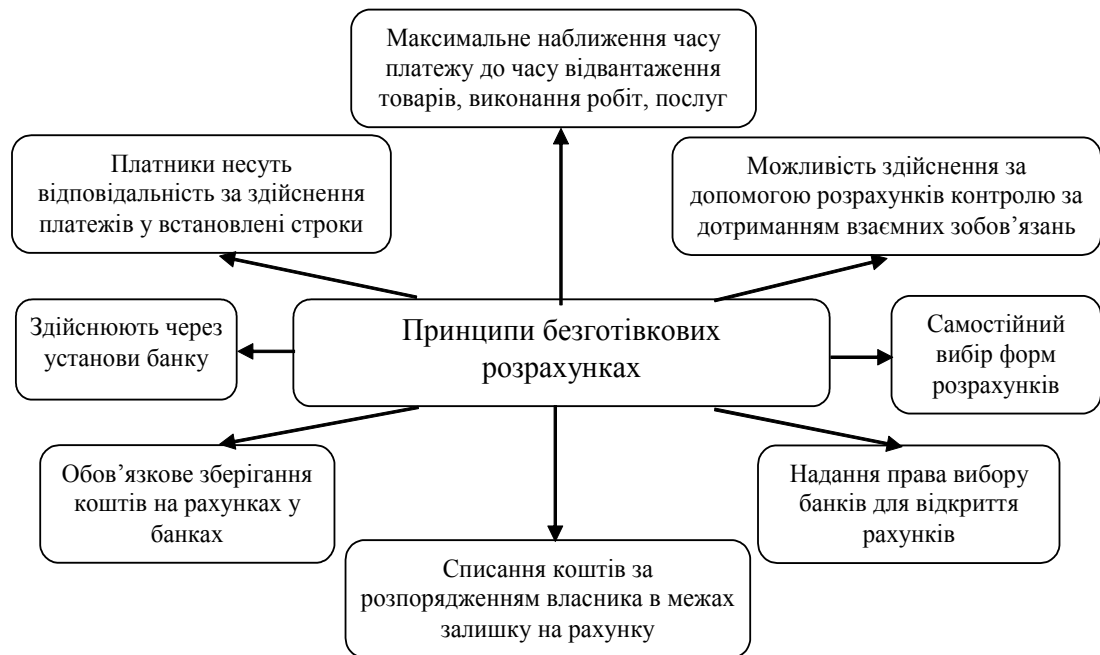 Максимальне наближення часу
платежу до часу відвантаження
товарів, виконання робіт, послуг
Платники несуть
відповідальність за здійснення
платежів у встановлені строки
Можливість здійснення за
допомогою розрахунків контролю за
дотриманням взаємних зобов’язань
Здійснюють через
установи банку
Принципи безготівкових
розрахунках
Самостійний
вибір форм
розрахунків
Обов’язкове зберігання
коштів на рахунках у
банках
Надання права вибору
банків для відкриття
рахунків
Списання коштів за
розпорядженням власника в межах
залишку на рахунку